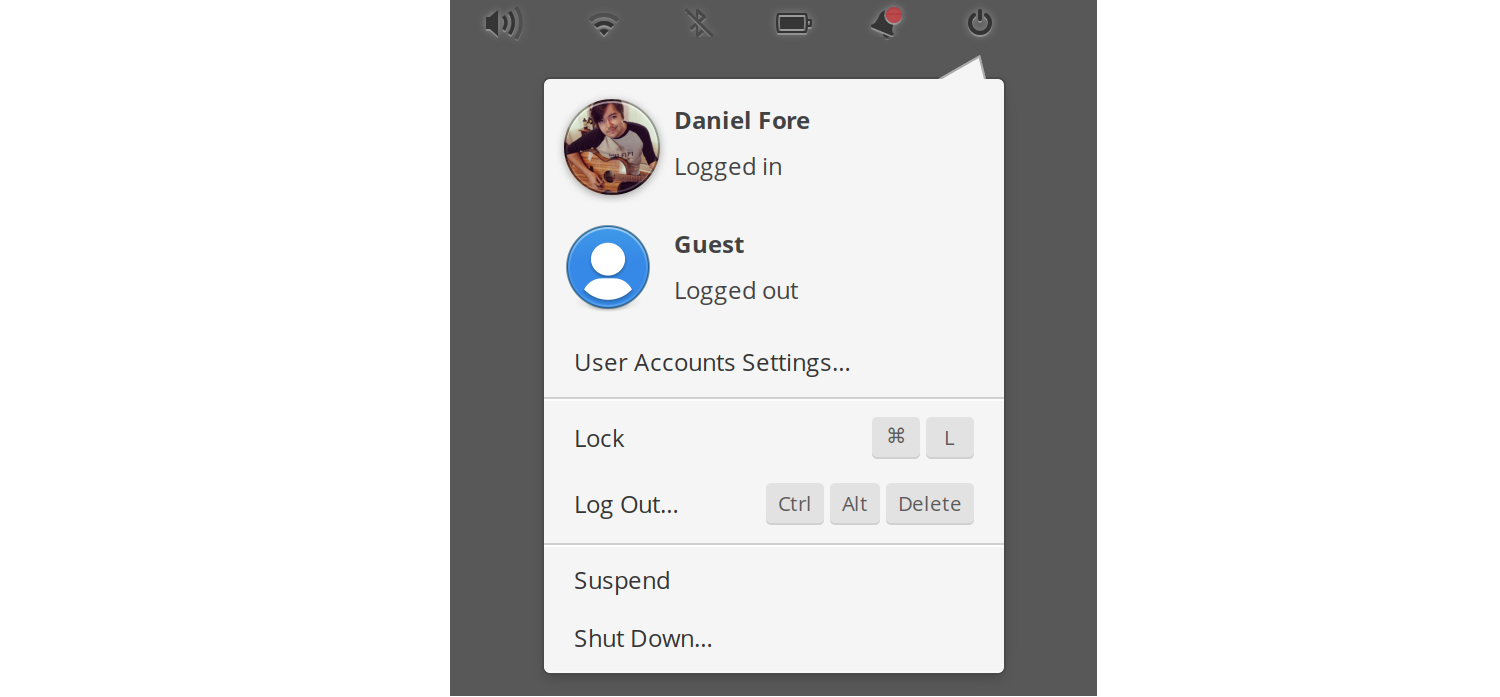 Daniel Fore
Logged in
Guest
Logged out
User Accounts Settings...
Lock ⌘ L
Log Out... Ctrl Alt Delete
Suspend
Shut Down...